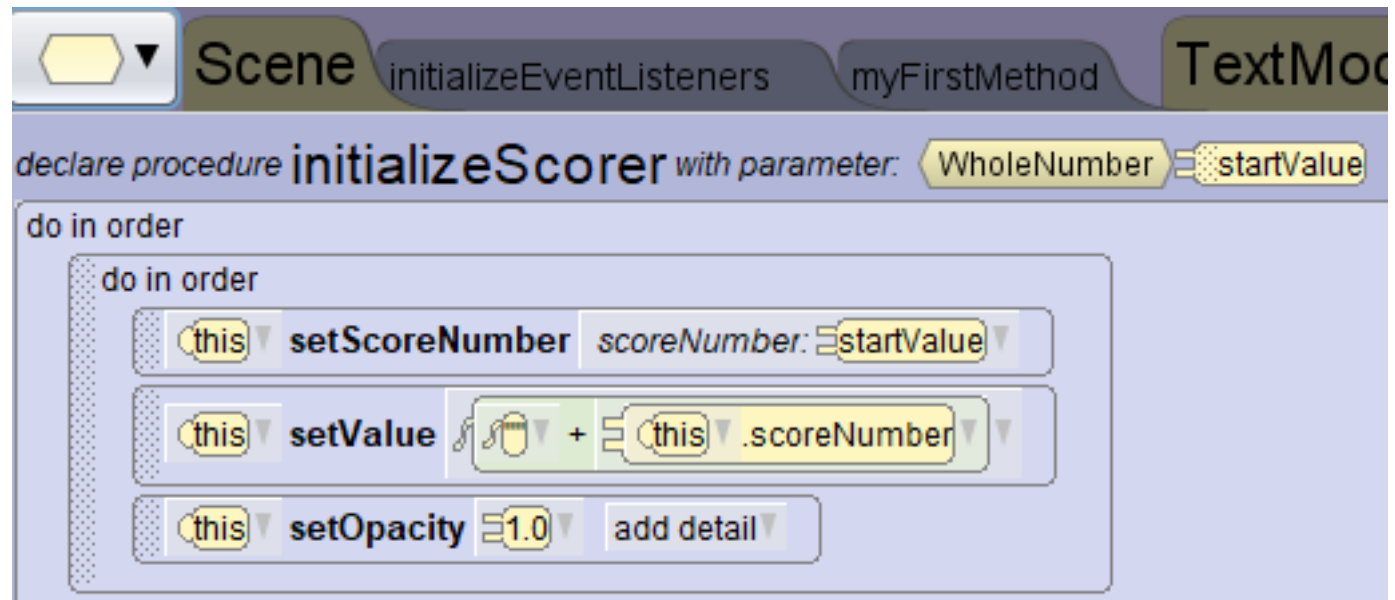 Scene initializeEventListeners myFirstMethod TextMod
declare procedure initializeScorer with parameter: WholeNumber startValue
do in order
do in order
this setScoreNumber scoreNumber: startValue
this setValue + this .scoreNumber
this setOpacity 1.0 add detail